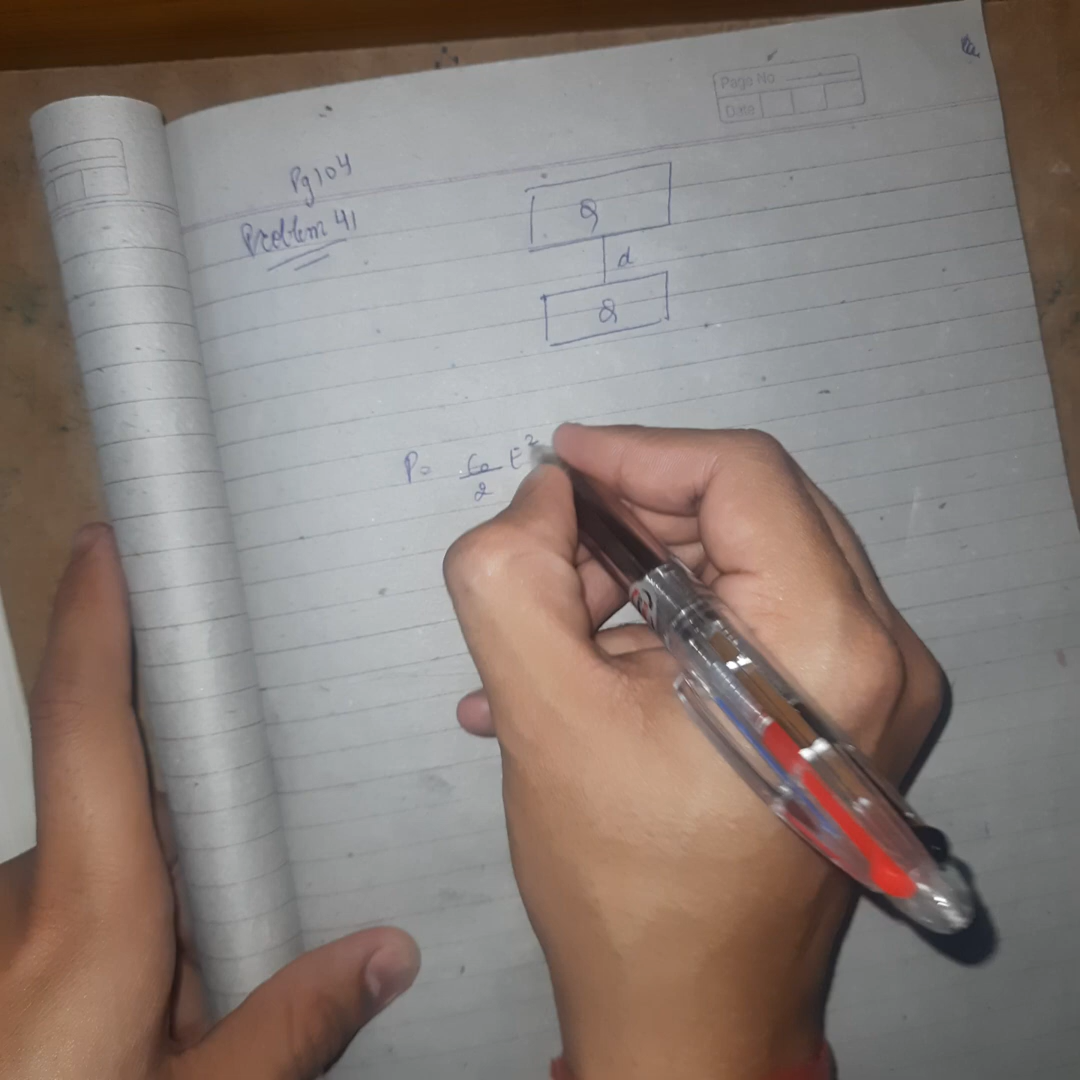 Page No
Date
Pg 104
Problem 41
Q
d
Q
P = ϵ₀/2 E²